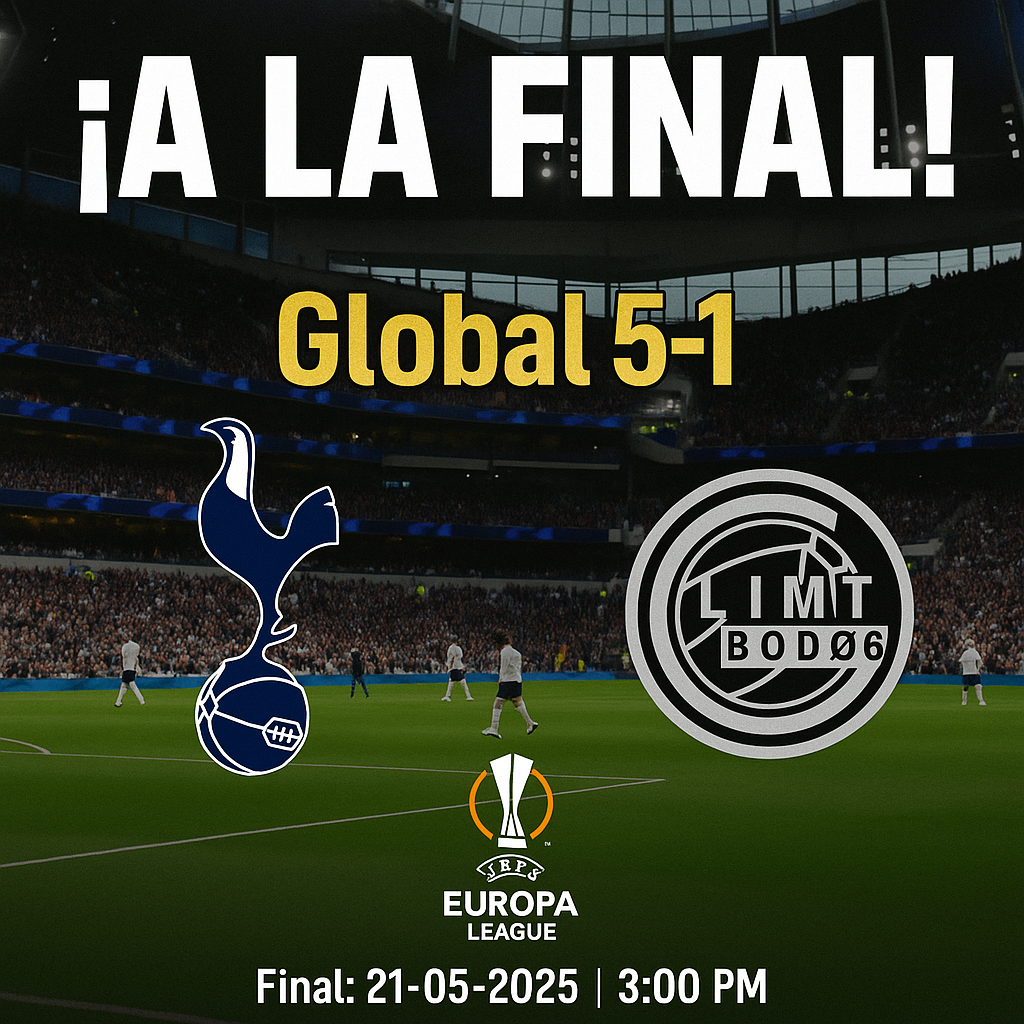 ¡A LA FINAL!
Global 5-1
LIMT
BODØ6
EUROPA
LEAGUE
Final: 21-05-2025 | 3:00 PM